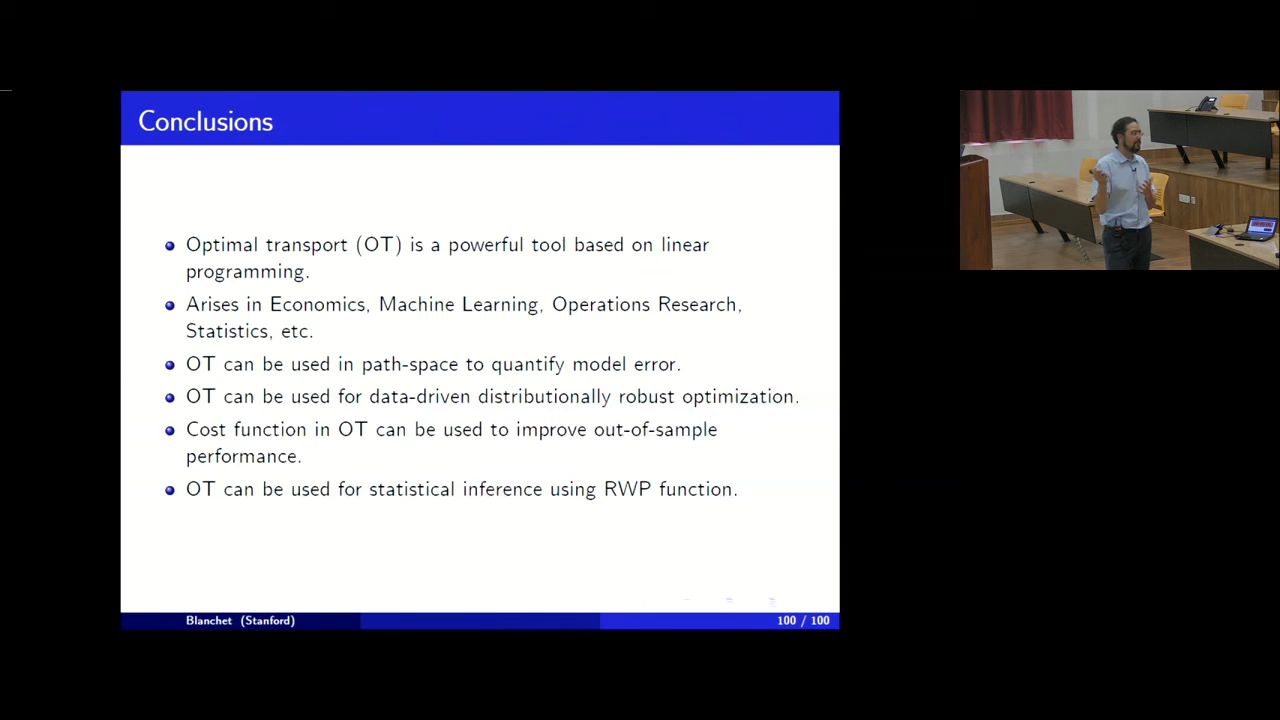 Conclusions
Optimal transport (OT) is a powerful tool based on linear
programming.
Arises in Economics, Machine Learning, Operations Research,
Statistics, etc.
OT can be used in path-space to quantify model error.
OT can be used for data-driven distributionally robust optimization.
Cost function in OT can be used to improve out-of-sample
performance.
OT can be used for statistical inference using RWP function.
Blanchet (Stanford)
100 / 100